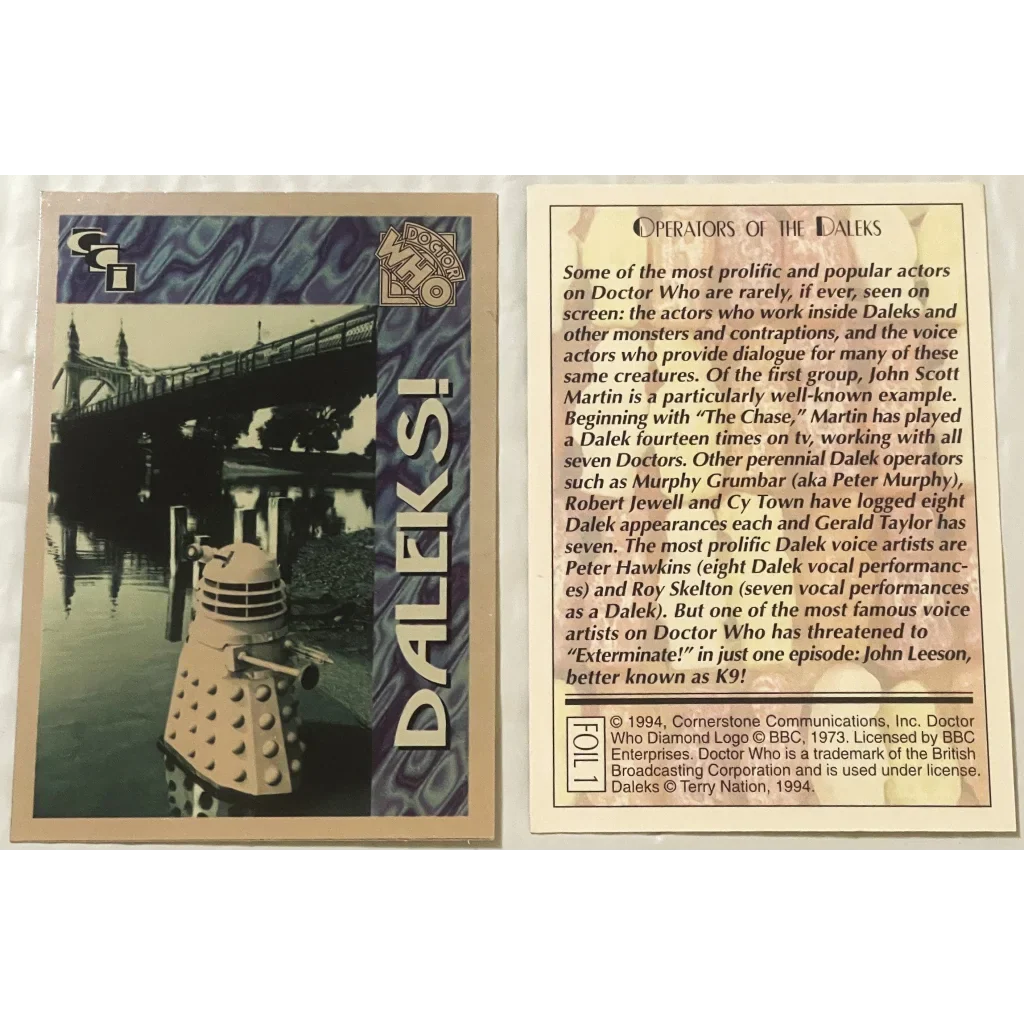 CCi
DOCTOR
WHO
DALEKS!
OPERATORS OF THE DALEKS
Some of the most prolific and popular actors
on Doctor Who are rarely, if ever, seen on
screen: the actors who work inside Daleks and
other monsters and contraptions, and the voice
actors who provide dialogue for many of these
same creatures. Of the first group, John Scott
Martin is a particularly well-known example.
Beginning with “The Chase,” Martin has played
a Dalek fourteen times on tv, working with all
seven Doctors. Other perennial Dalek operators
such as Murphy Grumbar (aka Peter Murphy),
Robert Jewell and Cy Town have logged eight
Dalek appearances each and Gerald Taylor has
seven. The most prolific Dalek voice artists are
Peter Hawkins (eight Dalek vocal performanc-
es) and Roy Skelton (seven vocal performances
as a Dalek). But one of the most famous voice
artists on Doctor Who has threatened to
“Exterminate!” in just one episode: John Leeson,
better known as K9!
FOIL 1
© 1994, Cornerstone Communications, Inc. Doctor
Who Diamond Logo © BBC, 1973. Licensed by BBC
Enterprises. Doctor Who is a trademark of the British
Broadcasting Corporation and is used under license.
Daleks © Terry Nation, 1994.